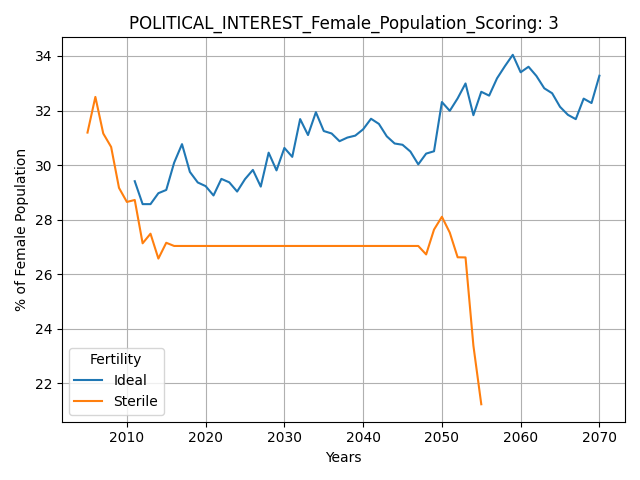 POLITICAL_INTEREST_Female_Population_Scoring: 3
% of Female Population
34
32
30
28
26
24
22
Fertility
Ideal
Sterile
2010 2020 2030 2040 2050 2060 2070
Years